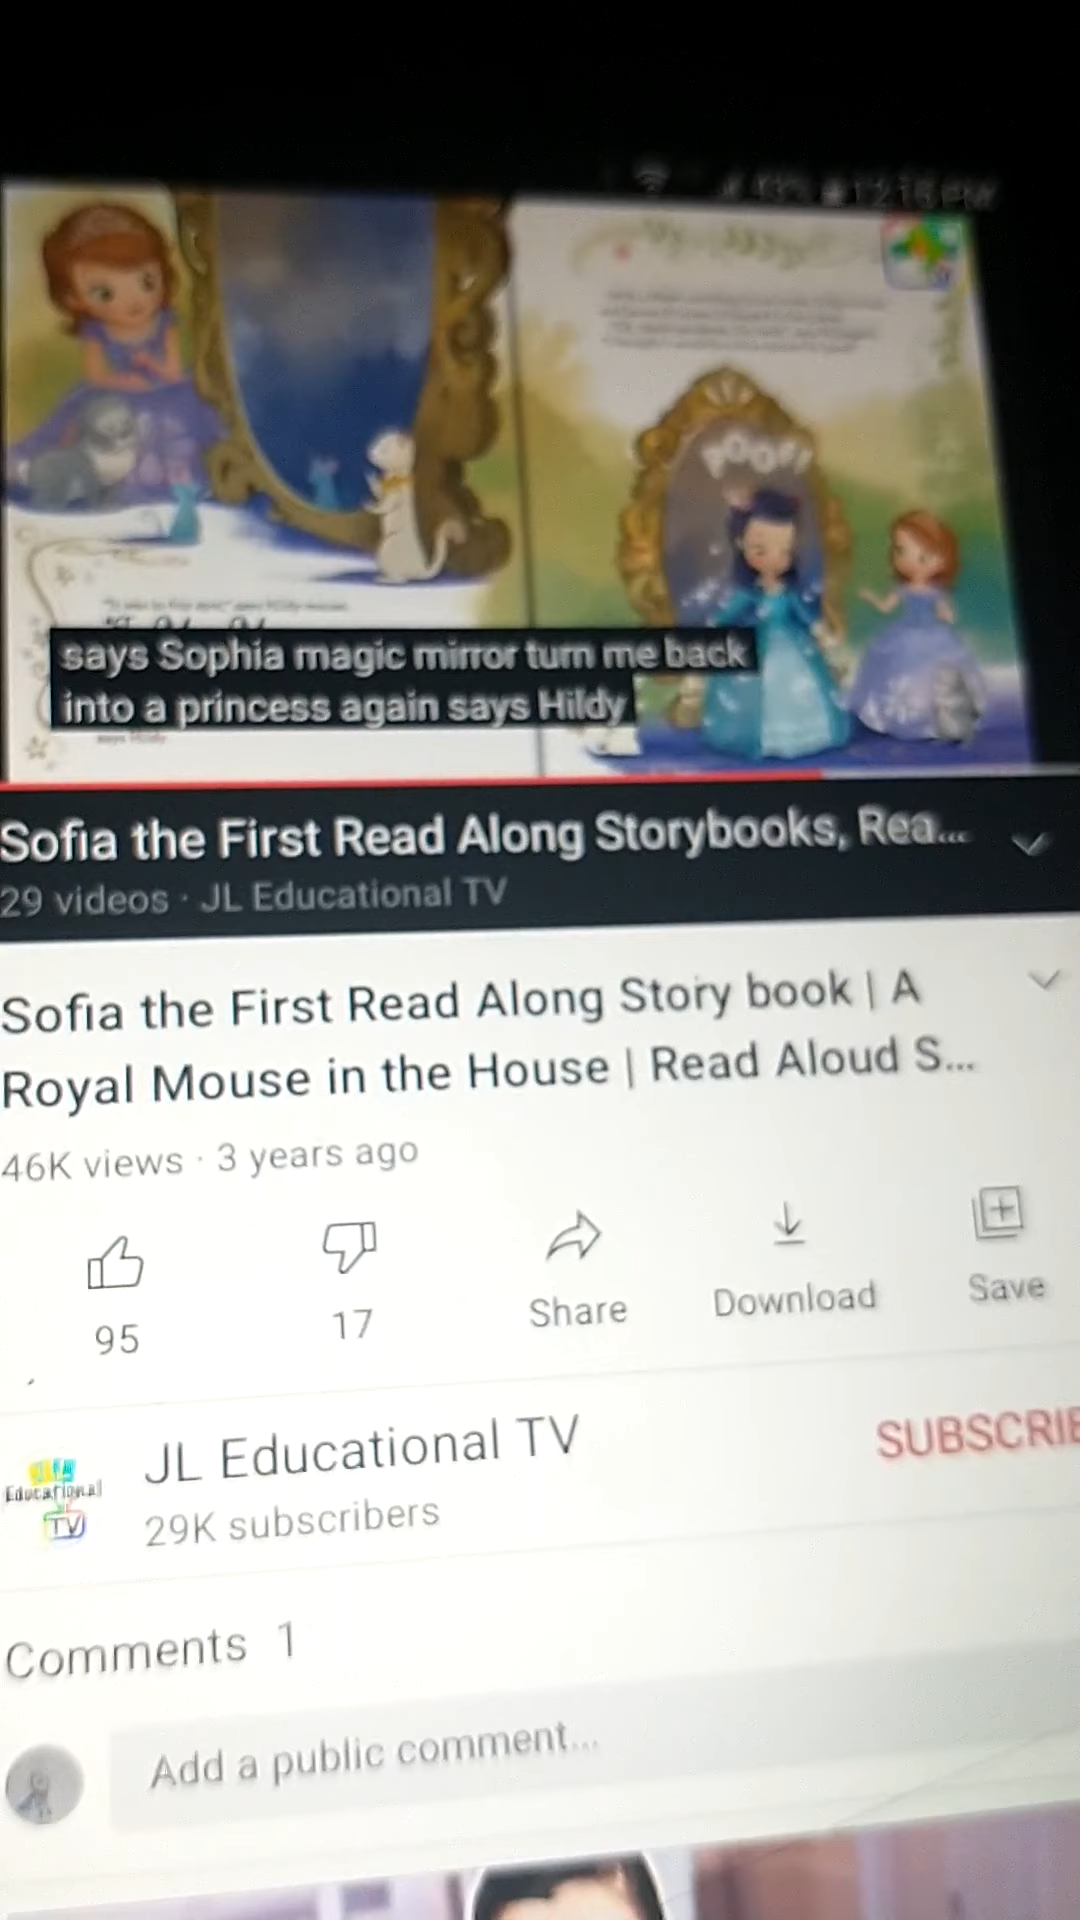 POOF!
says Sophia magic mirror turn me back
into a princess again says Hildy
Sofia the First Read Along Storybooks, Rea...
29 videos · JL Educational TV
Sofia the First Read Along Story book | A
Royal Mouse in the House | Read Aloud S...
46K views · 3 years ago
95
17
Share
Download
Save
JL Educational TV
SUBSCRIB
29K subscribers
Educational
TV
Comments 1
Add a public comment...